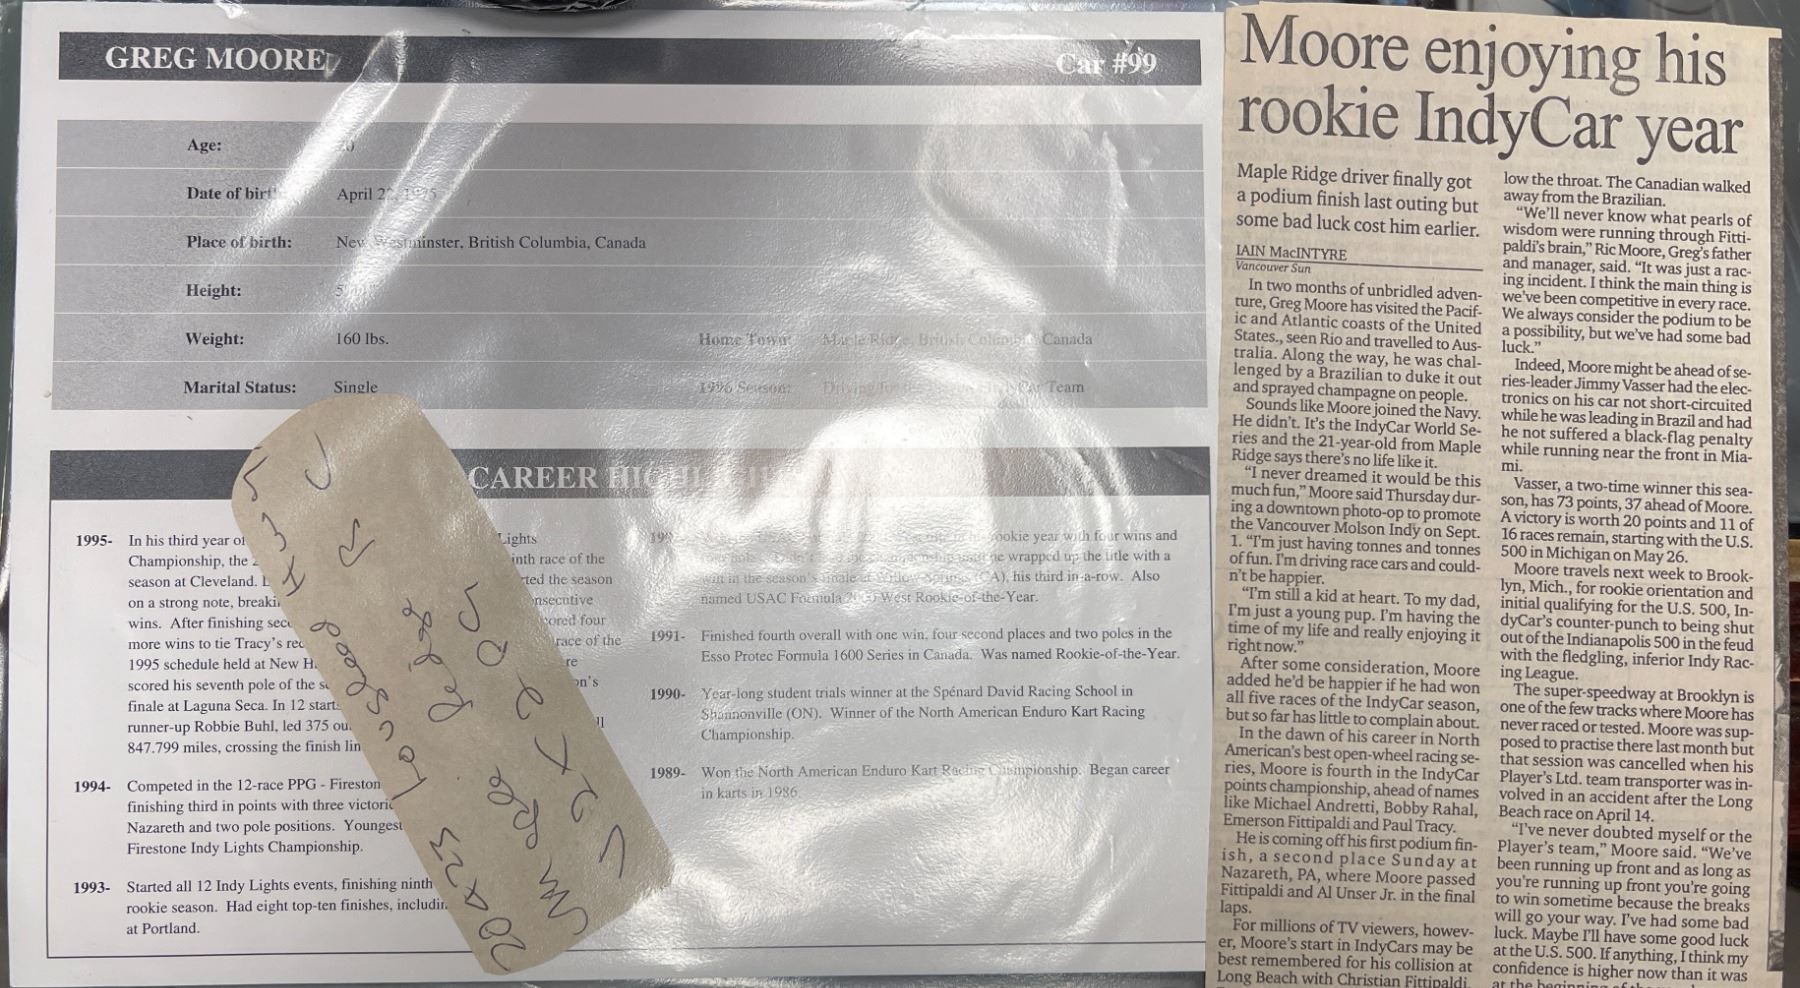 GREG MOORE
Car #99
Age:
Date of birt
April 2
Place of birth: New Westminster, British Columbia, Canada
Height: 5
Weight: 160 lbs.
Home Town: Maple Ridge, British Columbia, Canada
Marital Status: Single
1996 Season: Driving for the Team
CAREER
1995- In his third year of
Championship, the
season at Cleveland.
on a strong note, breaki
wins. After finishing sec
more wins to tie Tracy's rec
1995 schedule held at New H
scored his seventh pole of the s
finale at Laguna Seca. In 12 start
runner-up Robbie Buhl, led 375 ou
847.799 miles, crossing the finish lin
Lights
inth race of the
ted the season
nsecutive
ored four
race of the
re
on's
1994- Competed in the 12-race PPG - Fireston
finishing third in points with three victori
Nazareth and two pole positions. Youngest
Firestone Indy Lights Championship.
1993- Started all 12 Indy Lights events, finishing ninth
rookie season. Had eight top-ten finishes, includin
at Portland.
rookie year with four wins and
he wrapped up the title with a
win in the season's finale at Willow Springs (CA), his third in-a-row. Also
named USAC Formula 2000 West Rookie-of-the-Year.
1991- Finished fourth overall with one win, four second places and two poles in the
Esso Protec Formula 1600 Series in Canada. Was named Rookie-of-the-Year.
1990- Year-long student trials winner at the Spénard David Racing School in
Shannonville (ON). Winner of the North American Enduro Kart Racing
Championship.
1989- Won the North American Enduro Kart Racing Championship. Began career
in karts in 1986.
20423
Ridge
V2X 2P
Moore enjoying his
rookie IndyCar year
Maple Ridge driver finally got
a podium finish last outing but
some bad luck cost him earlier.
IAIN MacINTYRE
Vancouver Sun
In two months of unbridled adven-
ture, Greg Moore has visited the Pacif-
ic and Atlantic coasts of the United
States., seen Rio and travelled to Aus-
tralia. Along the way, he was chal-
lenged by a Brazilian to duke it out
and sprayed champagne on people.
Sounds like Moore joined the Navy.
He didn't. It's the IndyCar World Se-
ries and the 21-year-old from Maple
Ridge says there's no life like it.
"I never dreamed it would be this
much fun," Moore said Thursday dur-
ing a downtown photo-op to promote
the Vancouver Molson Indy on Sept.
1. "I'm just having tonnes and tonnes
of fun. I'm driving race cars and could-
n't be happier.
"I'm still a kid at heart. To my dad,
I'm just a young pup. I'm having the
time of my life and really enjoying it
right now."
After some consideration, Moore
added he'd be happier if he had won
all five races of the IndyCar season,
but so far has little to complain about.
In the dawn of his career in North
American's best open-wheel racing se-
ries, Moore is fourth in the IndyCar
points championship, ahead of names
like Michael Andretti, Bobby Rahal,
Emerson Fittipaldi and Paul Tracy.
He is coming off his first podium fin-
ish, a second place Sunday at
Nazareth, PA, where Moore passed
Fittipaldi and Al Unser Jr. in the final
laps.
For millions of TV viewers, howev-
er, Moore's start in IndyCars may be
best remembered for his collision at
Long Beach with Christian Fittipaldi,
low the throat. The Canadian walked
away from the Brazilian.
"We'll never know what pearls of
wisdom were running through Fitti-
paldi's brain," Ric Moore, Greg's father
and manager, said. "It was just a rac-
ing incident. I think the main thing is
we've been competitive in every race.
We always consider the podium to be
a possibility, but we've had some bad
luck."
Indeed, Moore might be ahead of se-
ries-leader Jimmy Vasser had the elec-
tronics on his car not short-circuited
while he was leading in Brazil and had
he not suffered a black-flag penalty
while running near the front in Mia-
mi.
Vasser, a two-time winner this sea-
son, has 73 points, 37 ahead of Moore.
A victory is worth 20 points and 11 of
16 races remain, starting with the U.S.
500 in Michigan on May 26.
Moore travels next week to Brook-
lyn, Mich., for rookie orientation and
initial qualifying for the U.S. 500, In-
dyCar's counter-punch to being shut
out of the Indianapolis 500 in the feud
with the fledgling, inferior Indy Rac-
ing League.
The super-speedway at Brooklyn is
one of the few tracks where Moore has
never raced or tested. Moore was sup-
posed to practise there last month but
that session was cancelled when his
Player's Ltd. team transporter was in-
volved in an accident after the Long
Beach race on April 14.
"I've never doubted myself or the
Player's team," Moore said. "We've
been running up front and as long as
you're running up front you're going
to win sometime because the breaks
will go your way. I've had some bad
luck. Maybe I'll have some good luck
at the U.S. 500. If anything, I think my
confidence is higher now than it was